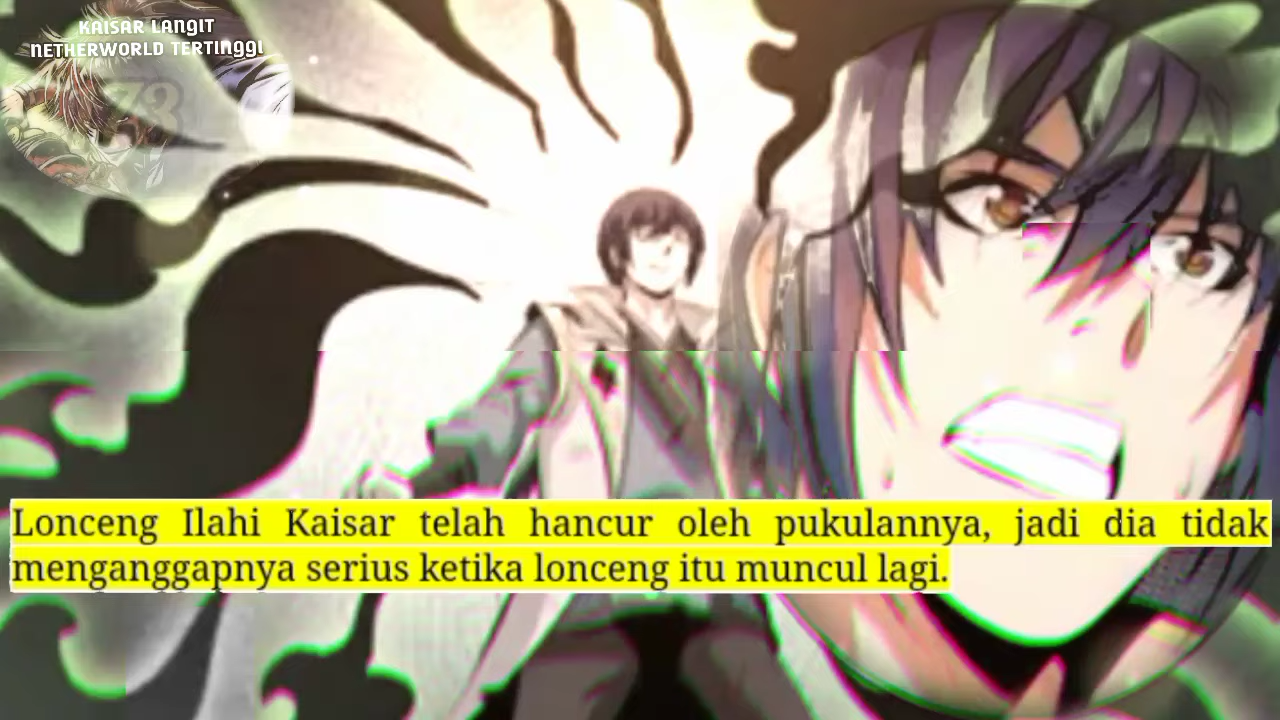 KAISAR LANGIT
NETHERWORLD TERTINGGI
73
Lonceng Ilahi Kaisar telah hancur oleh pukulannya, jadi dia tidak
menganggapnya serius ketika lonceng itu muncul lagi.